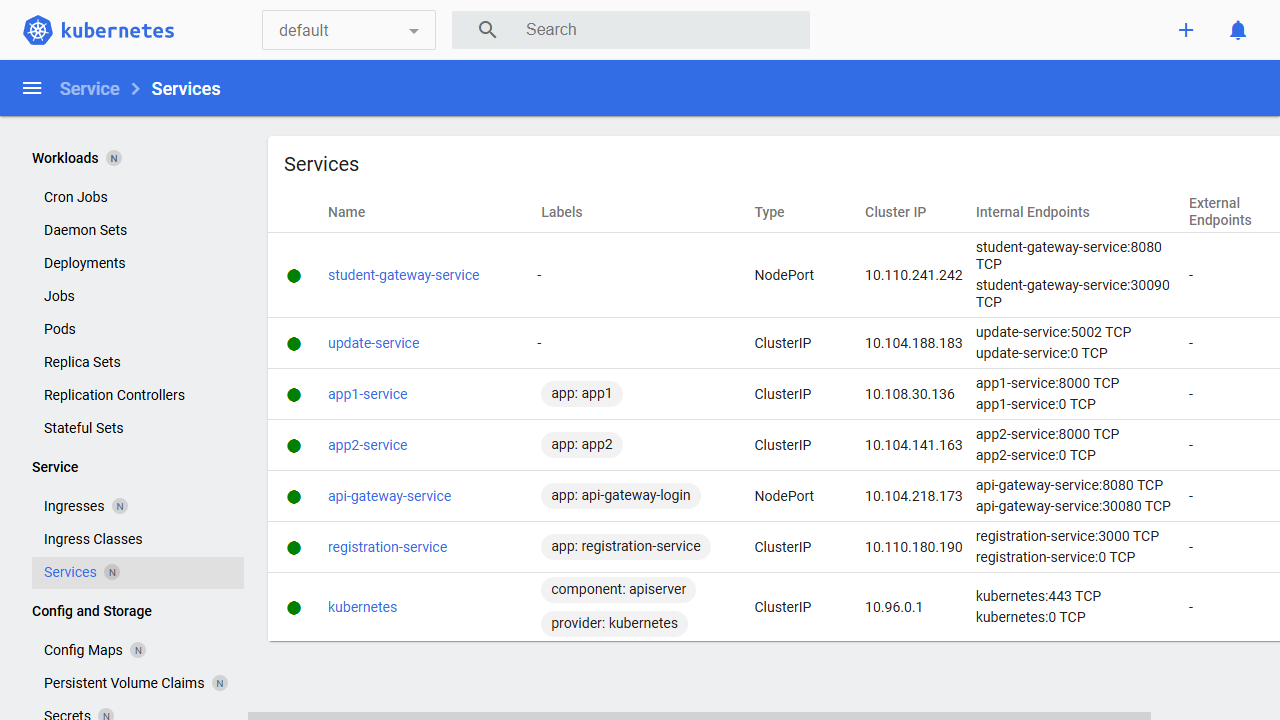 kubernetes
default
Search
Service
Services
Workloads N
Cron Jobs
Daemon Sets
Deployments
Jobs
Pods
Replica Sets
Replication Controllers
Stateful Sets
Service
Ingresses N
Ingress Classes
Services N
Config and Storage
Config Maps N
Persistent Volume Claims N
Secrets N
Services
Name Labels Type Cluster IP Internal Endpoints External
Endpoints
student-gateway-service - NodePort 10.110.241.242 student-gateway-service:8080
TCP
student-gateway-service:30090
TCP
-
update-service - ClusterIP 10.104.188.183 update-service:5002 TCP
update-service:0 TCP
-
app1-service app: app1 ClusterIP 10.108.30.136 app1-service:8000 TCP
app1-service:0 TCP
-
app2-service app: app2 ClusterIP 10.104.141.163 app2-service:8000 TCP
app2-service:0 TCP
-
api-gateway-service app: api-gateway-login NodePort 10.104.218.173 api-gateway-service:8080 TCP
api-gateway-service:30080 TCP
-
registration-service app: registration-service ClusterIP 10.110.180.190 registration-service:3000 TCP
registration-service:0 TCP
-
kubernetes component: apiserver
provider: kubernetes
ClusterIP 10.96.0.1 kubernetes:443 TCP
kubernetes:0 TCP
-